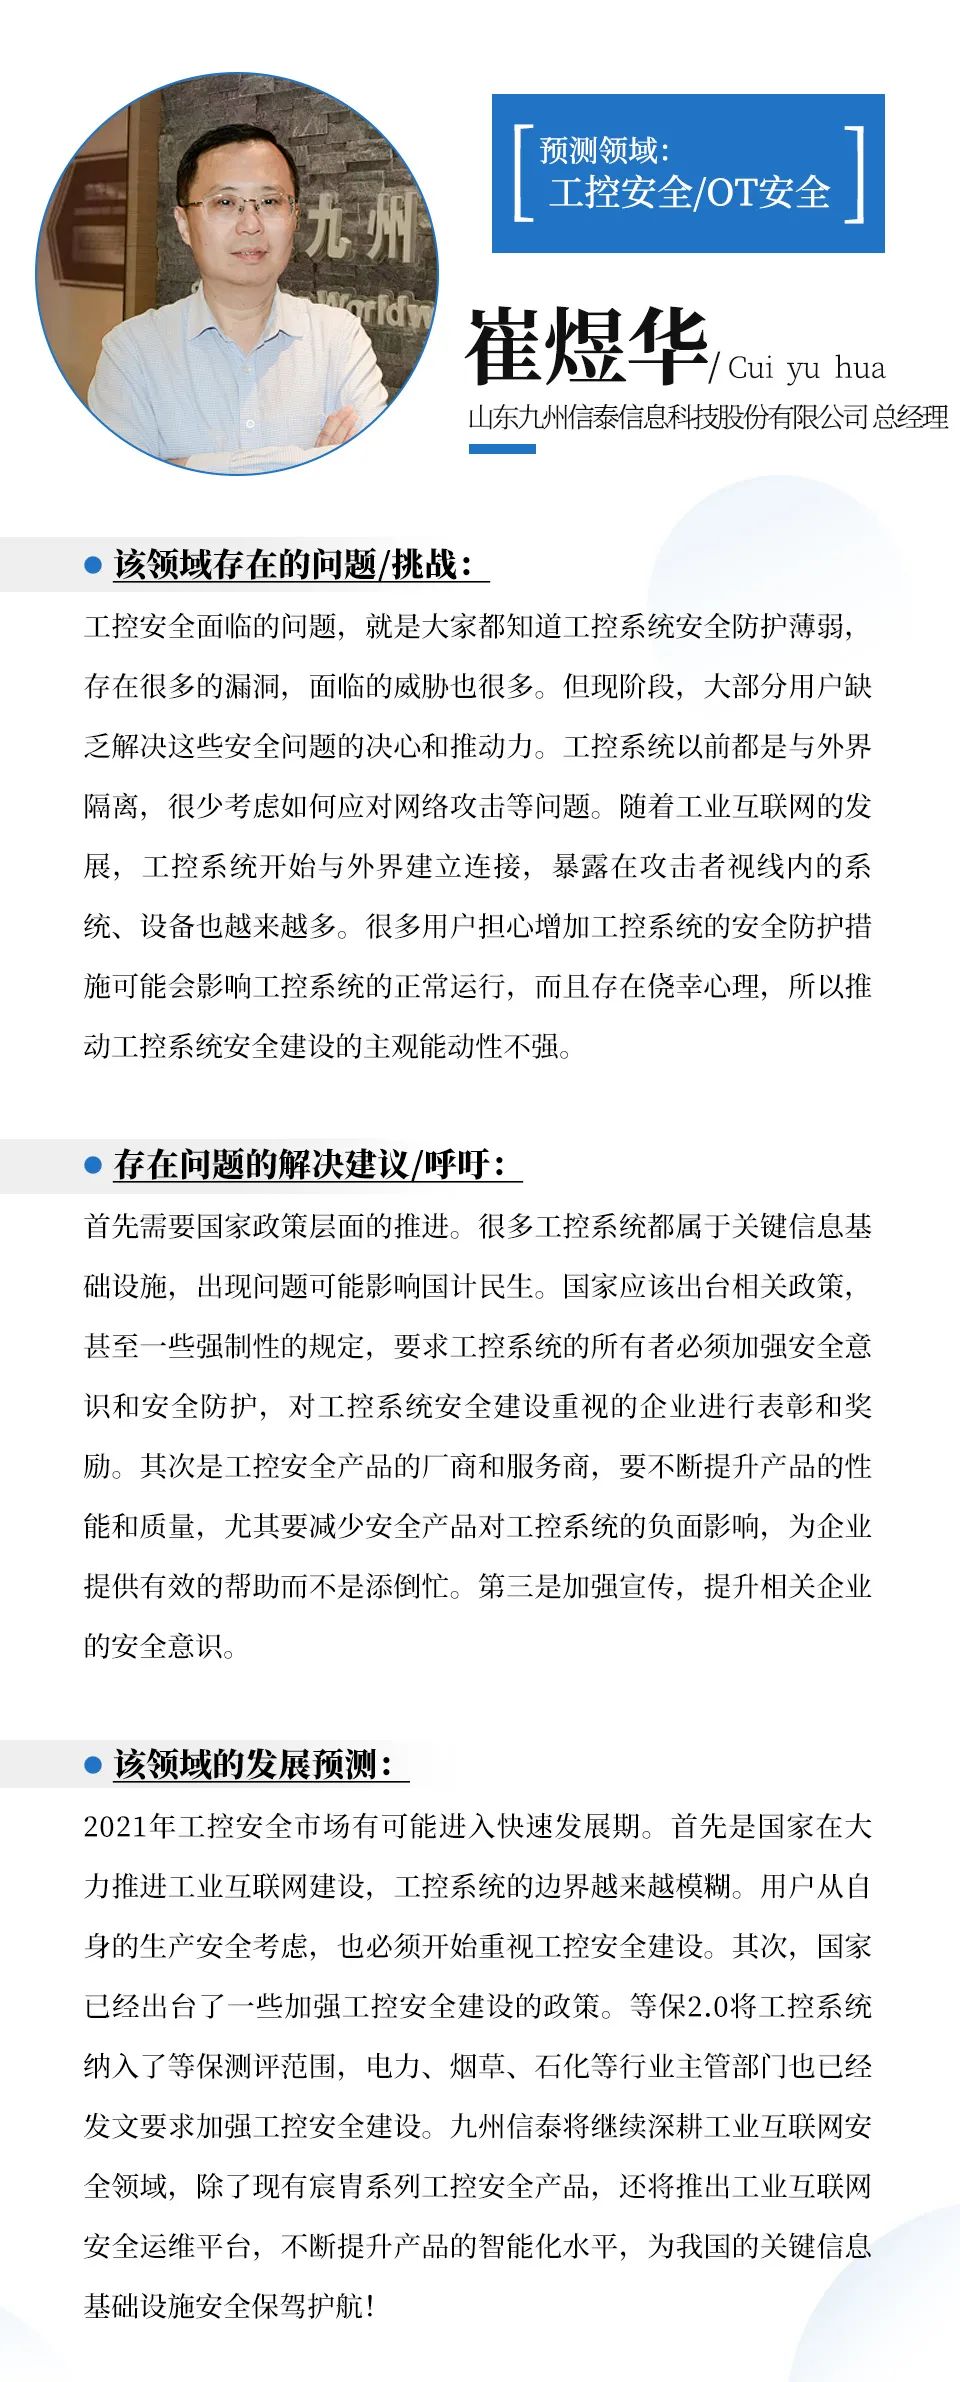 九州
Worldw
预测领域：
工控安全/OT安全
崔煜华/ Cui yu hua
山东九州信泰信息科技股份有限公司 总经理
该领域存在的问题/挑战：
工控安全面临的问题，就是大家都知道工控系统安全防护薄弱，
存在很多的漏洞，面临的威胁也很多。但现阶段，大部分用户缺
乏解决这些安全问题的决心和推动力。工控系统以前都是与外界
隔离，很少考虑如何应对网络攻击等问题。随着工业互联网的发
展，工控系统开始与外界建立连接，暴露在攻击者视线内的系
统、设备也越来越多。很多用户担心增加工控系统的安全防护措
施可能会影响工控系统的正常运行，而且存在侥幸心理，所以推
动工控系统安全建设的主观能动性不强。
存在问题的解决建议/呼吁：
首先需要国家政策层面的推进。很多工控系统都属于关键信息基
础设施，出现问题可能影响国计民生。国家应该出台相关政策，
甚至一些强制性的规定，要求工控系统的所有者必须加强安全意
识和安全防护，对工控系统安全建设重视的企业进行表彰和奖
励。其次是工控安全产品的厂商和服务商，要不断提升产品的性
能和质量，尤其要减少安全产品对工控系统的负面影响，为企业
提供有效的帮助而不是添倒忙。第三是加强宣传，提升相关企业
的安全意识。
该领域的发展预测：
2021年工控安全市场有可能进入快速发展期。首先是国家在大
力推进工业互联网建设，工控系统的边界越来越模糊。用户从自
身的生产安全考虑，也必须开始重视工控安全建设。其次，国家
已经出台了一些加强工控安全建设的政策。等保2.0将工控系统
纳入了等保测评范围，电力、烟草、石化等行业主管部门也已经
发文要求加强工控安全建设。九州信泰将继续深耕工业互联网安
全领域，除了现有宸胄系列工控安全产品，还将推出工业互联网
安全运维平台，不断提升产品的智能化水平，为我国的关键信息
基础设施安全保驾护航！